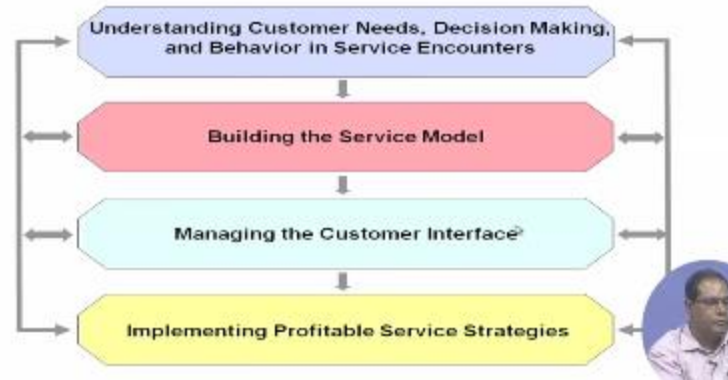 Understanding Customer Needs, Decision Making,
and Behavior in Service Encounters
Building the Service Model
Managing the Customer Interface
Implementing Profitable Service Strategies